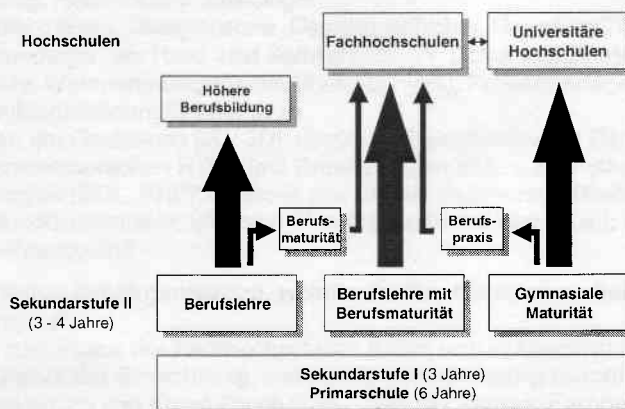 Hochschulen
Fachhochschulen
Universitäre
Hochschulen
Höhere
Berufsbildung
Berufs-
maturität
Berufs-
praxis
Sekundarstufe II
(3 - 4 Jahre)
Berufslehre
Berufslehre mit
Berufsmaturität
Gymnasiale
Maturität
Sekundarstufe I (3 Jahre)
Primarschule (6 Jahre)